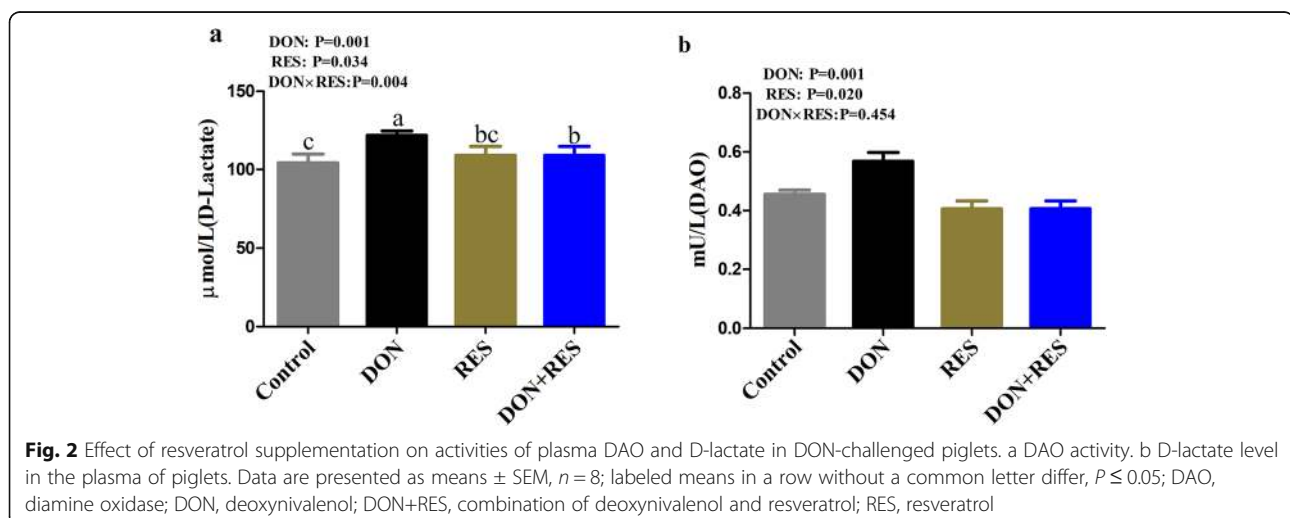 a
DON: P=0.001
RES: P=0.034
DON×RES:P=0.004
150
100
50
0
μmol/L(D-Lactate)
c
a
bc
b
Control
DON
RES
DON+RES
b
DON: P=0.001
RES: P=0.020
DON×RES:P=0.454
0.8
0.6
0.4
0.2
0.0
mU/L(DAO)
Control
DON
RES
DON+RES
Fig. 2 Effect of resveratrol supplementation on activities of plasma DAO and D-lactate in DON-challenged piglets. a DAO activity. b D-lactate level
in the plasma of piglets. Data are presented as means ± SEM, n = 8; labeled means in a row without a common letter differ, P ≤ 0.05; DAO,
diamine oxidase; DON, deoxynivalenol; DON+RES, combination of deoxynivalenol and resveratrol; RES, resveratrol